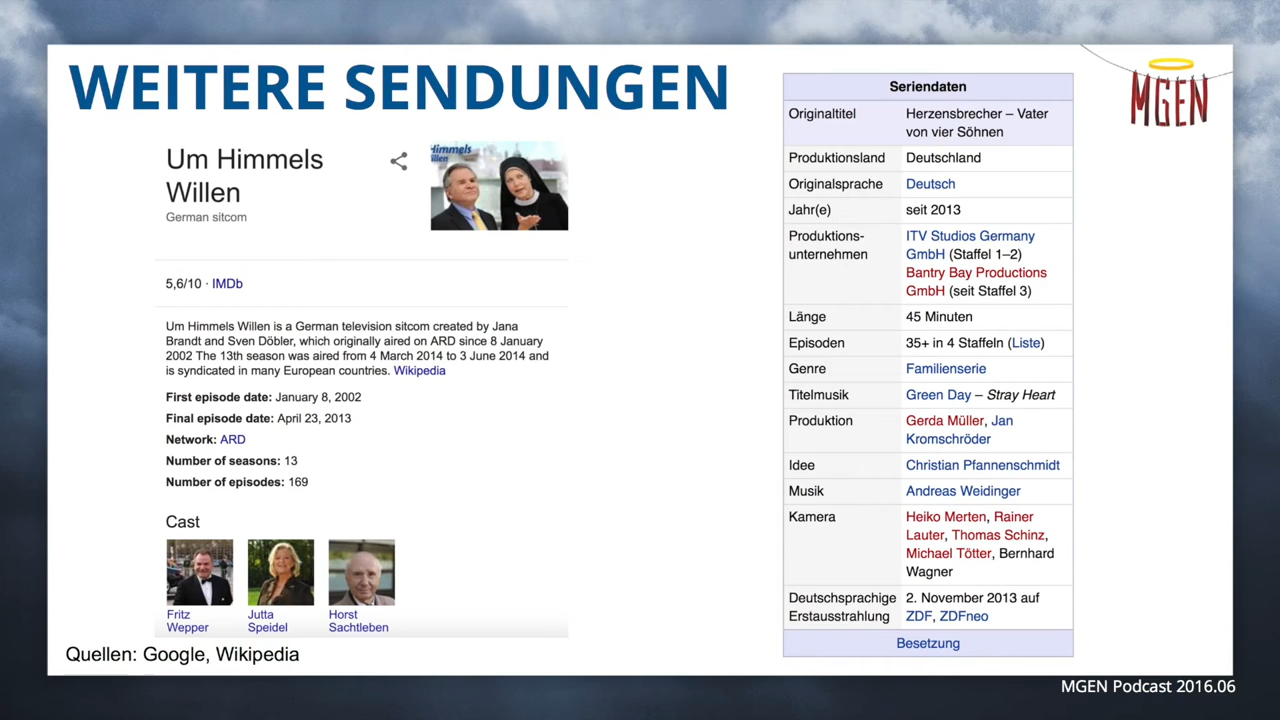 WEITERE SENDUNGEN
MGEN
Um Himmels
Willen
German sitcom
Himmels
illen
5,6/10 · IMDb
Um Himmels Willen is a German television sitcom created by Jana
Brandt and Sven Döbler, which originally aired on ARD since 8 January
2002 The 13th season was aired from 4 March 2014 to 3 June 2014 and
is syndicated in many European countries. Wikipedia
First episode date: January 8, 2002
Final episode date: April 23, 2013
Network: ARD
Number of seasons: 13
Number of episodes: 169
Cast
Fritz
Wepper
Jutta
Speidel
Horst
Sachtleben
Quellen: Google, Wikipedia
Seriendaten
Originaltitel Herzensbrecher – Vater
von vier Söhnen
Produktionsland Deutschland
Originalsprache Deutsch
Jahr(e) seit 2013
Produktions- ITV Studios Germany
unternehmen GmbH (Staffel 1–2)
Bantry Bay Productions
GmbH (seit Staffel 3)
Länge 45 Minuten
Episoden 35+ in 4 Staffeln (Liste)
Genre Familienserie
Titelmusik Green Day – Stray Heart
Produktion Gerda Müller, Jan
Kromschröder
Idee Christian Pfannenschmidt
Musik Andreas Weidinger
Kamera Heiko Merten, Rainer
Lauter, Thomas Schinz,
Michael Tötter, Bernhard
Wagner
Deutschsprachige 2. November 2013 auf
Erstausstrahlung ZDF, ZDFneo
Besetzung
MGEN Podcast 2016.06